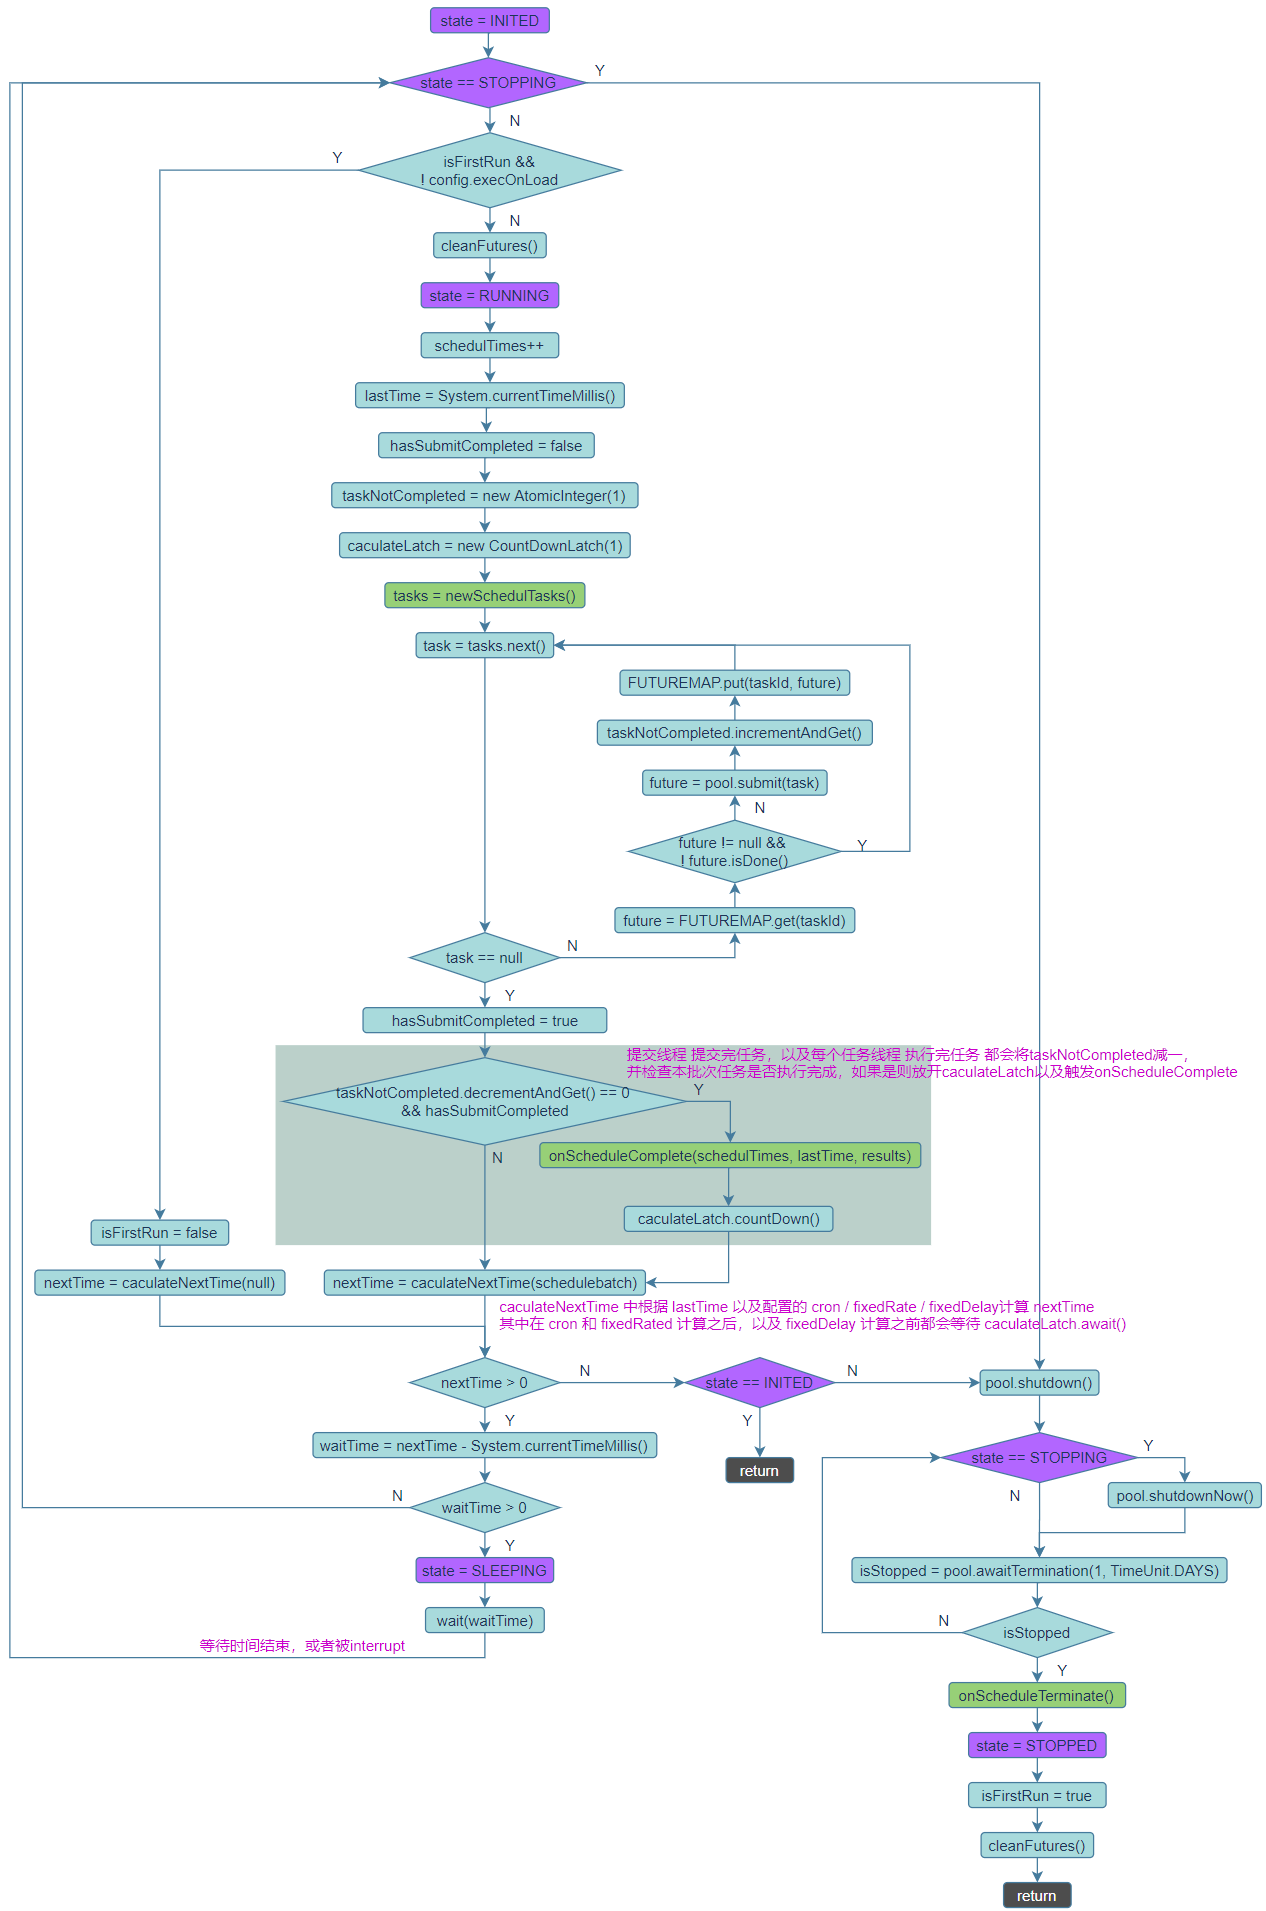 state = INITED
state == STOPPING
Y
N
isFirstRun &&
! config.execOnLoad
Y
N
cleanFutures()
state = RUNNING
schedulTimes++
lastTime = System.currentTimeMillis()
hasSubmitCompleted = false
taskNotCompleted = new AtomicInteger(1)
caculateLatch = new CountDownLatch(1)
tasks = newSchedulTasks()
task = tasks.next()
FUTUREMAP.put(taskId, future)
taskNotCompleted.incrementAndGet()
future = pool.submit(task)
N
future != null &&
! future.isDone()
Y
future = FUTUREMAP.get(taskId)
task == null
N
Y
hasSubmitCompleted = true
提交线程 提交完任务，以及每个任务线程 执行完任务 都会将taskNotCompleted减一，
并检查本批次任务是否执行完成，如果是则放开caculateLatch以及触发onScheduleComplete
taskNotCompleted.decrementAndGet() == 0
&& hasSubmitCompleted
Y
N
onScheduleComplete(schedulTimes, lastTime, results)
caculateLatch.countDown()
isFirstRun = false
nextTime = caculateNextTime(null)
nextTime = caculateNextTime(schedulebatch)
caculateNextTime 中根据 lastTime 以及配置的 cron / fixedRate / fixedDelay计算 nextTime
其中在 cron 和 fixedRated 计算之后，以及 fixedDelay 计算之前都会等待 caculateLatch.await()
nextTime > 0
N
Y
state == INITED
N
Y
return
pool.shutdown()
waitTime = nextTime - System.currentTimeMillis()
state == STOPPING
Y
N
pool.shutdownNow()
waitTime > 0
N
Y
state = SLEEPING
isStopped = pool.awaitTermination(1, TimeUnit.DAYS)
wait(waitTime)
等待时间结束，或者被interrupt
isStopped
N
Y
onScheduleTerminate()
state = STOPPED
isFirstRun = true
cleanFutures()
return